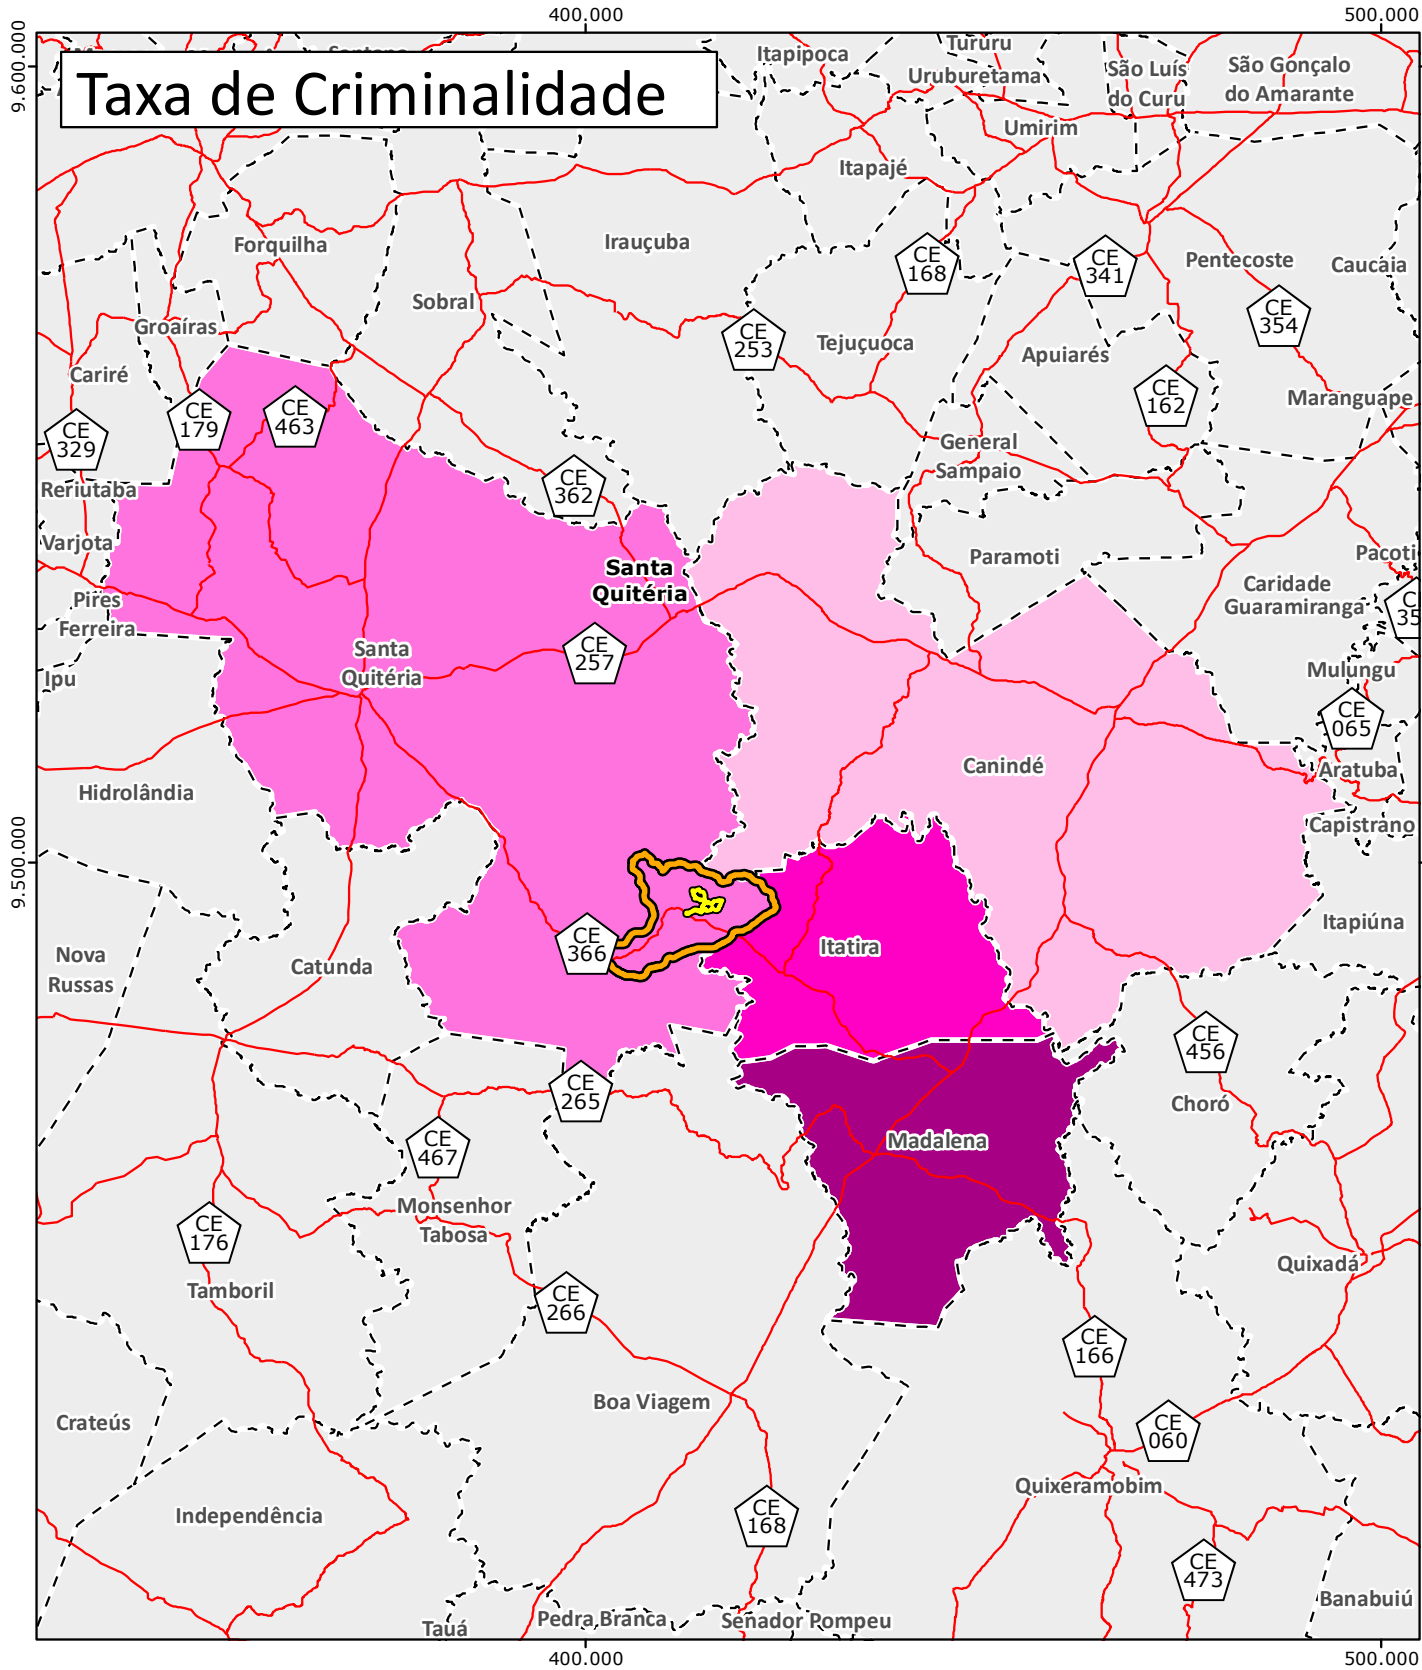 400.000
500.000
9.600.000
Taxa de Criminalidade
Itapipoca
Tururu
Uruburetama
São Luís
do Curu
São Gonçalo
do Amarante
Umirim
Itapajé
Forquilha
Irauçuba
CE
168
CE
341
Pentecoste
Caucaia
Sobral
Groaíras
CE
253
Tejuçuoca
Apuiarés
CE
354
Cariré
CE
179
CE
463
CE
162
Maranguape
CE
329
General
Sampaio
CE
362
Reriutaba
Varjota
Paramoti
Pacoti
Santa
Quitéria
Caridade
Guaramiranga
Pires
Ferreira
Santa
Quitéria
CE
257
Ipu
Mulungu
CE
065
Canindé
Aratuba
Hidrolândia
Capistrano
9.500.000
Itapiúna
CE
366
Itatira
Nova
Russas
Catunda
CE
456
CE
265
Choró
CE
467
Madalena
Monsenhor
Tabosa
CE
176
Quixadá
Tamboril
CE
266
CE
166
Boa Viagem
Crateús
CE
060
Quixeramobim
Independência
CE
168
CE
473
Banabuiú
Tauá
Pedra Branca
Senador Pompeu
400.000
500.000